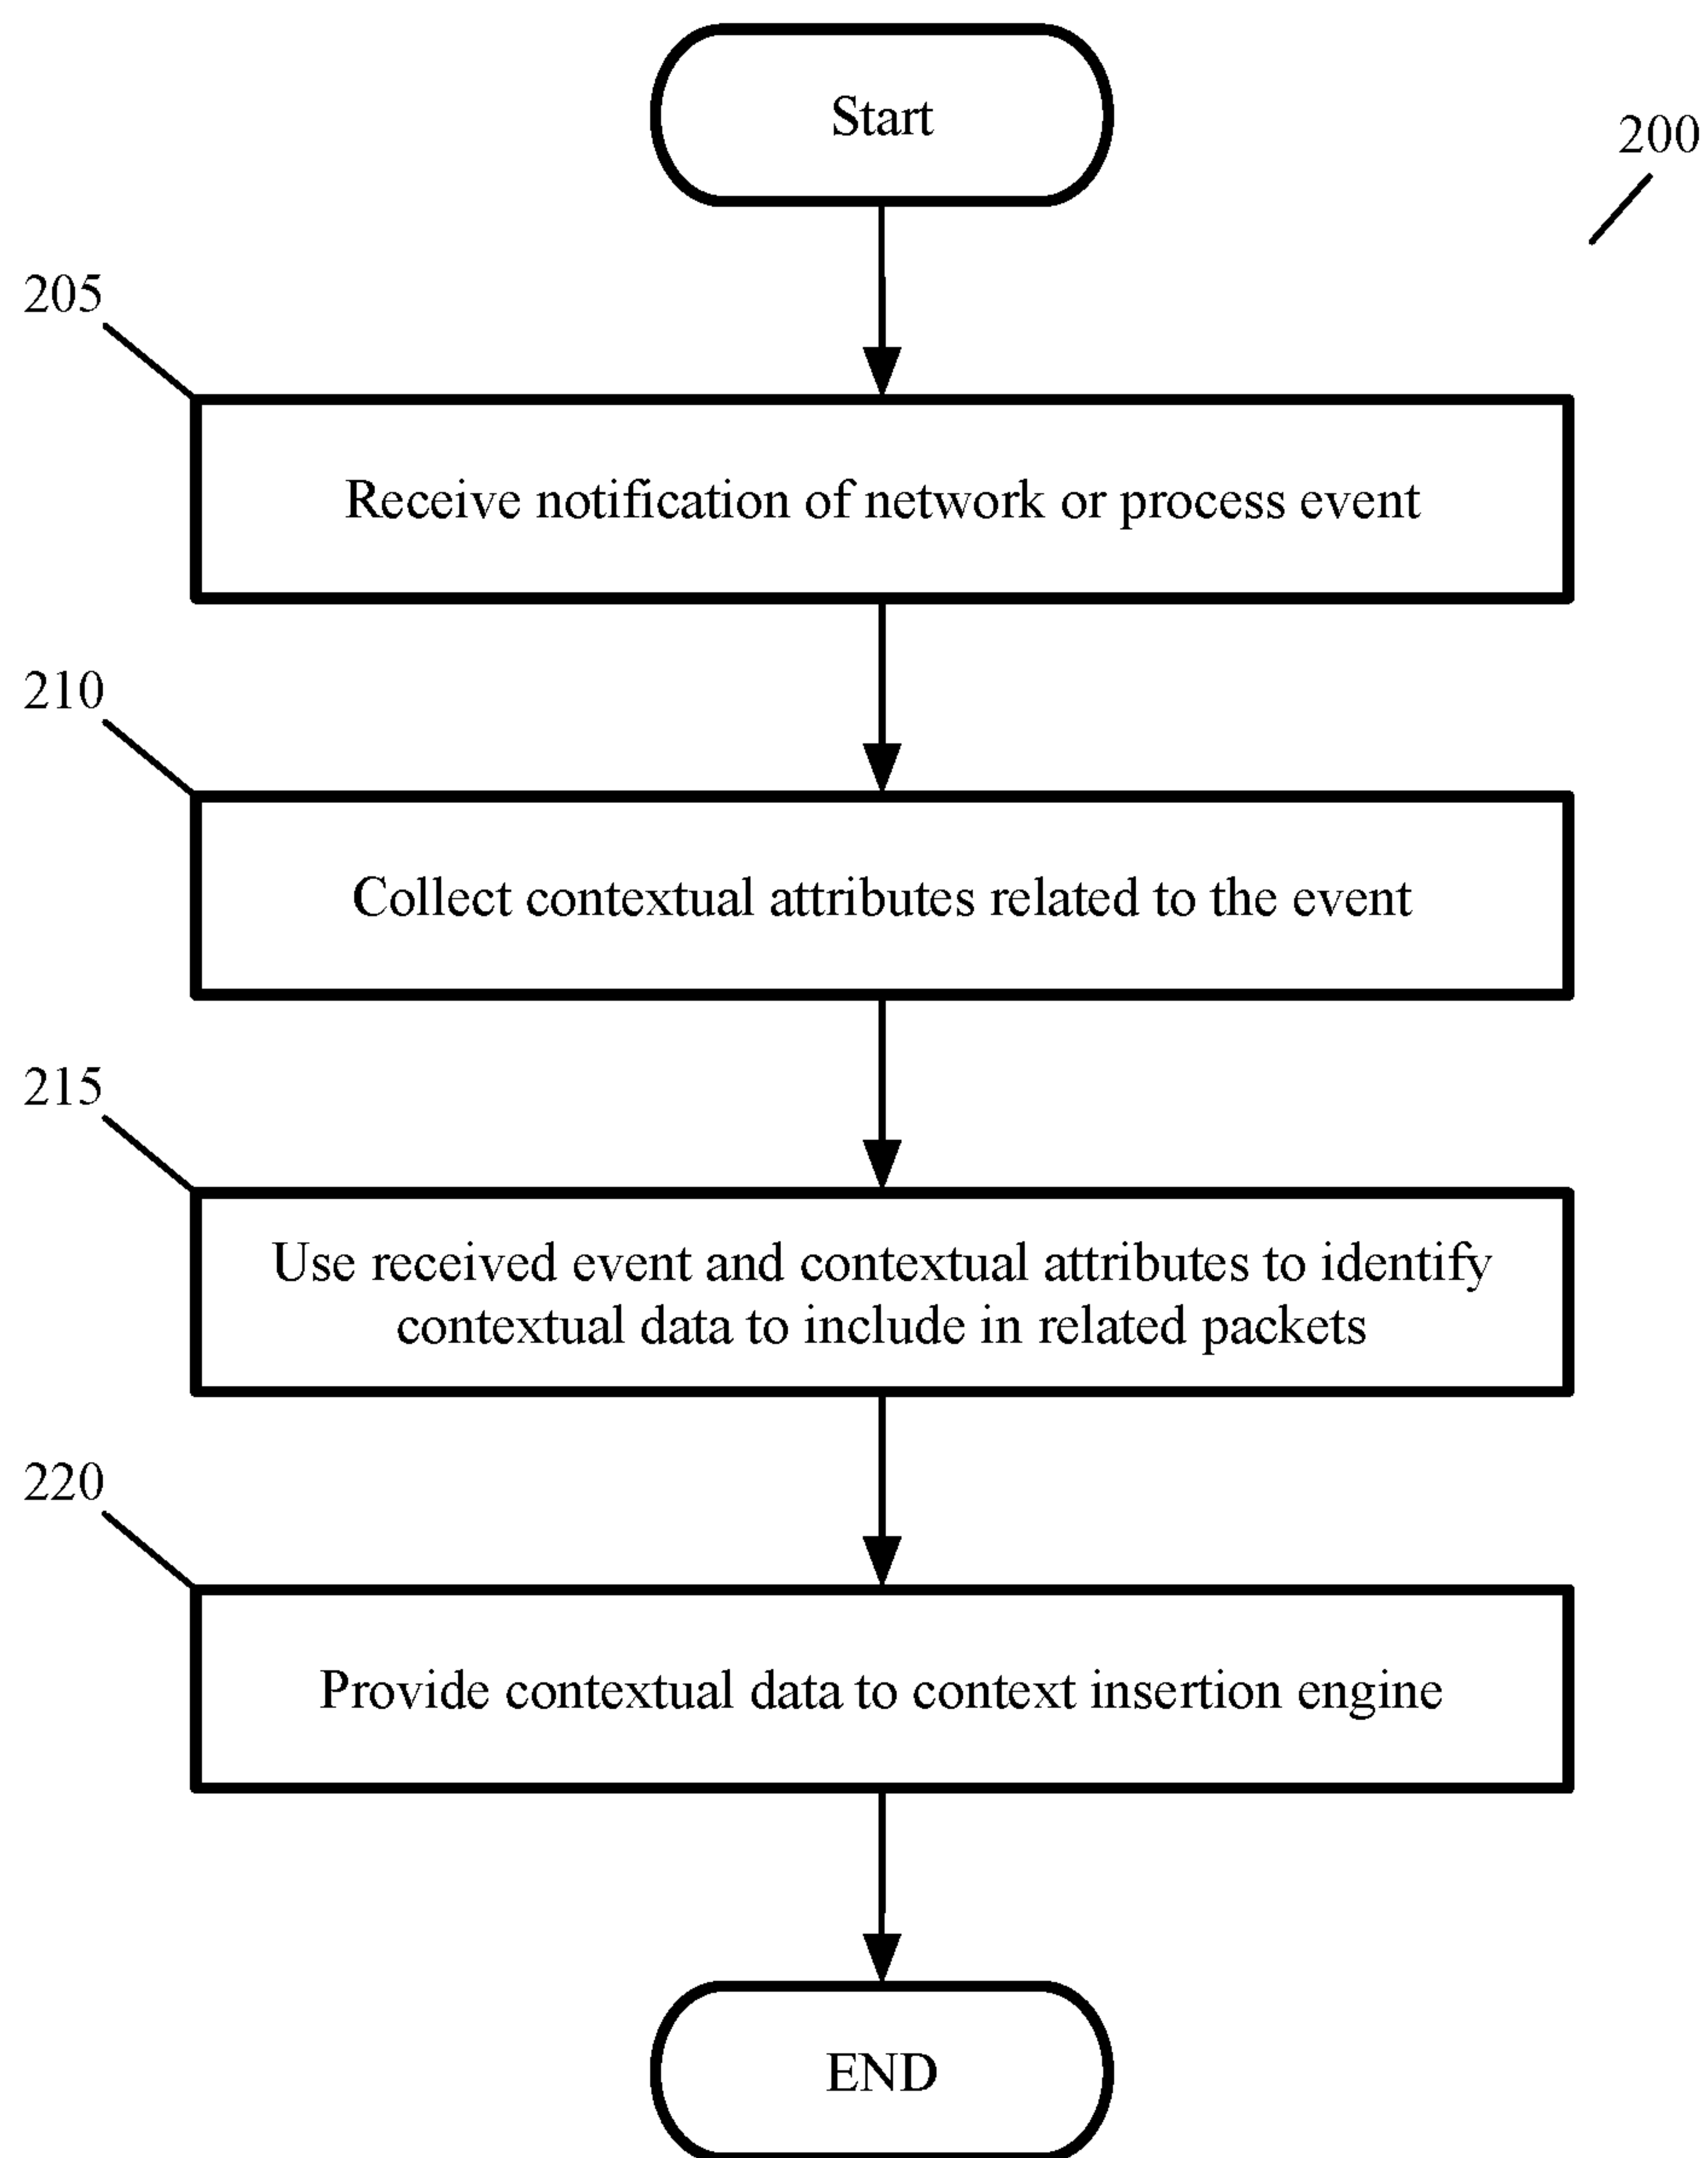 Start
200
205
Receive notification of network or process event
210
Collect contextual attributes related to the event
215
Use received event and contextual attributes to identify
contextual data to include in related packets
220
Provide contextual data to context insertion engine
END